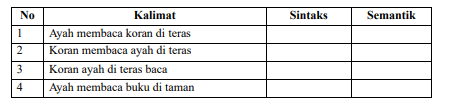 No Kalimat Sintaks Semantik
1 Ayah membaca koran di teras
2 Koran membaca ayah di teras
3 Koran ayah di teras baca
4 Ayah membaca buku di taman